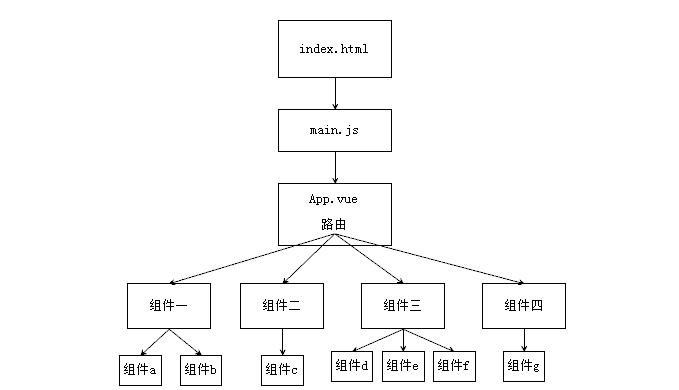 index.html
main.js
App.vue
路由
组件一
组件二
组件三
组件四
组件a
组件b
组件c
组件d
组件e
组件f
组件g